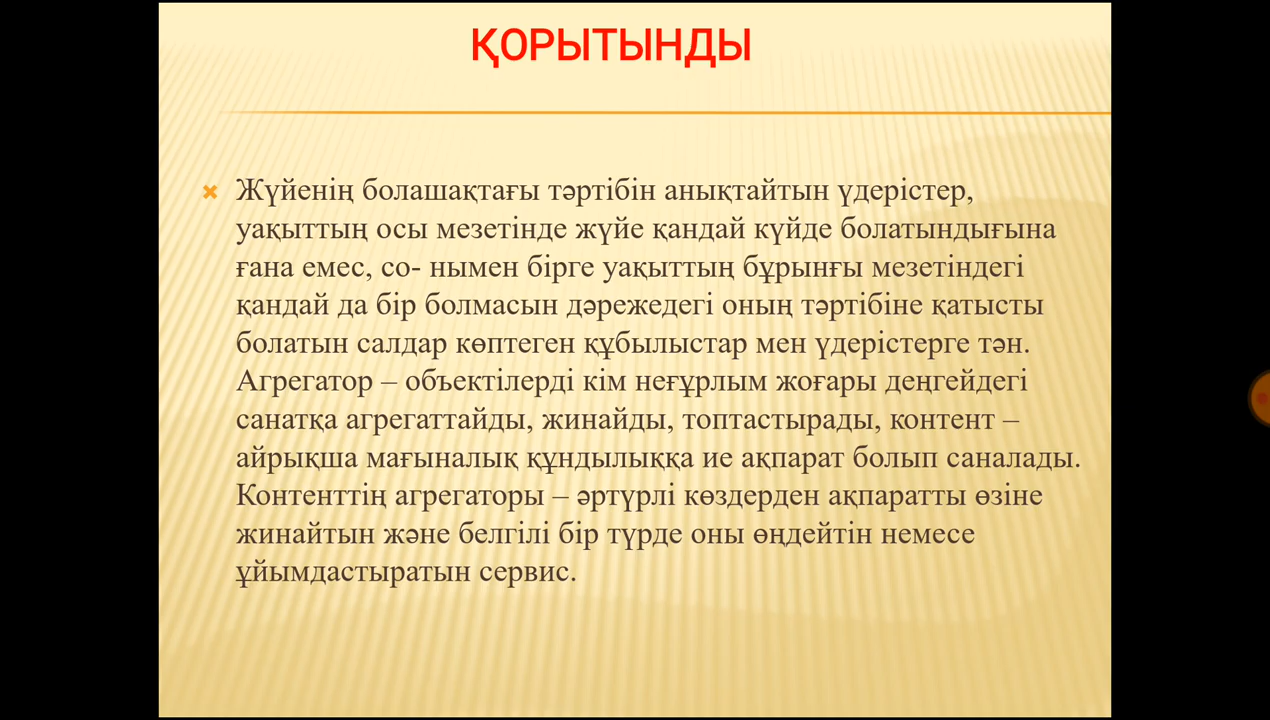 ҚОРЫТЫНДЫ
Жүйенің болашақтағы тәртібін анықтайтын үдерістер,
уақыттың осы мезетінде жүйе қандай күйде болатындығына
ғана емес, со- нымен бірге уақыттың бұрынғы мезетіндегі
қандай да бір болмасын дәрежедегі оның тәртібіне қатысты
болатын салдар көптеген құбылыстар мен үдерістерге тән.
Агрегатор – объектілерді кім неғұрлым жоғары деңгейдегі
санатқа агрегаттайды, жинайды, топтастырады, контент –
айрықша мағыналық құндылыққа ие ақпарат болып саналады.
Контенттің агрегаторы – әртүрлі көздерден ақпаратты өзіне
жинайтын және белгілі бір түрде оны өңдейтін немесе
ұйымдастыратын сервис.